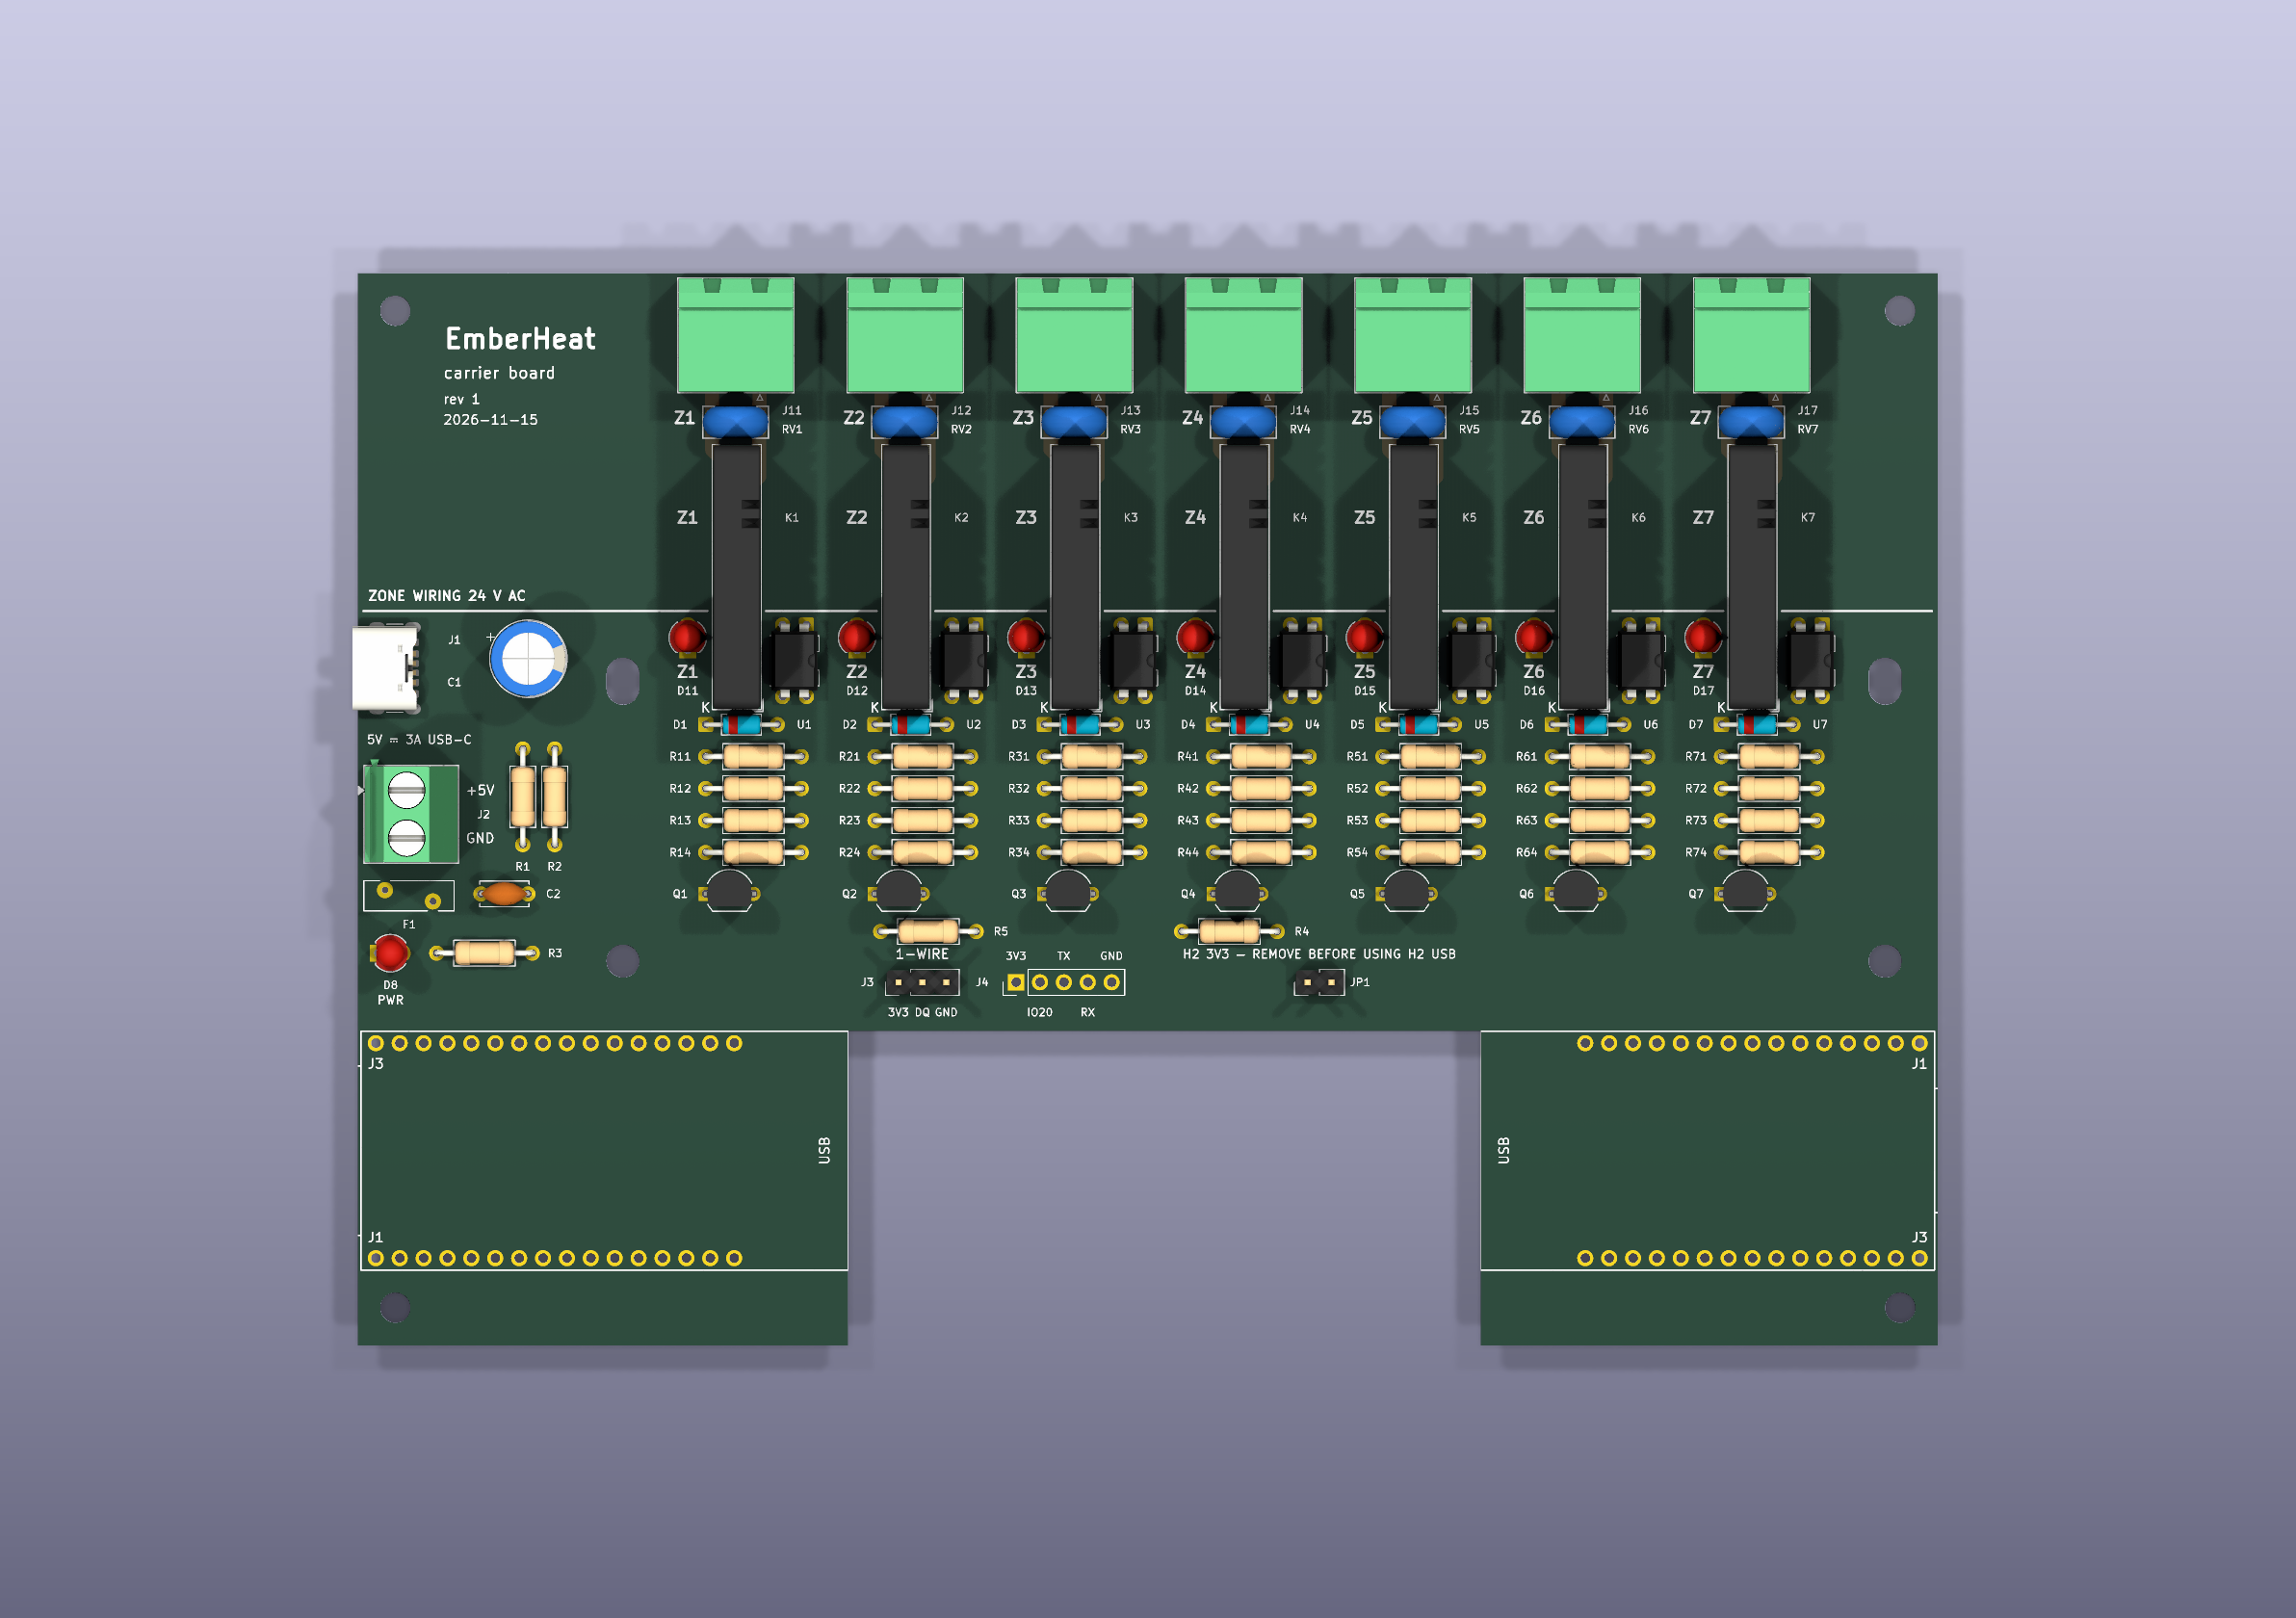 EmberHeat
carrier board
rev 1
2026-11-15
Z1 J11 Z2 J12 Z3 J13 Z4 J14 Z5 J15 Z6 J16 Z7 J17
RV1 RV2 RV3 RV4 RV5 RV6 RV7
Z1 K1 Z2 K2 Z3 K3 Z4 K4 Z5 K5 Z6 K6 Z7 K7
ZONE WIRING 24 V AC
J1 +
C1
Z1 Z2 Z3 Z4 Z5 Z6 Z7
D11 D12 D13 D14 D15 D16 D17
K K K K K K K
D1 U1 D2 U2 D3 U3 D4 U4 D5 U5 D6 U6 D7 U7
5V ⎓ 3A USB-C
R11 R21 R31 R41 R51 R61 R71
+5V R12 R22 R32 R42 R52 R62 R72
J2
R13 R23 R33 R43 R53 R63 R73
GND
R14 R24 R34 R44 R54 R64 R74
R1 R2
C2 Q1 Q2 Q3 Q4 Q5 Q6 Q7
F1
R5 R4
R3 1-WIRE 3V3 TX GND H2 3V3 — REMOVE BEFORE USING H2 USB
D8 J3 J4 JP1
PWR
3V3 DQ GND IO20 RX
J3 J1
USB USB
J1 J3